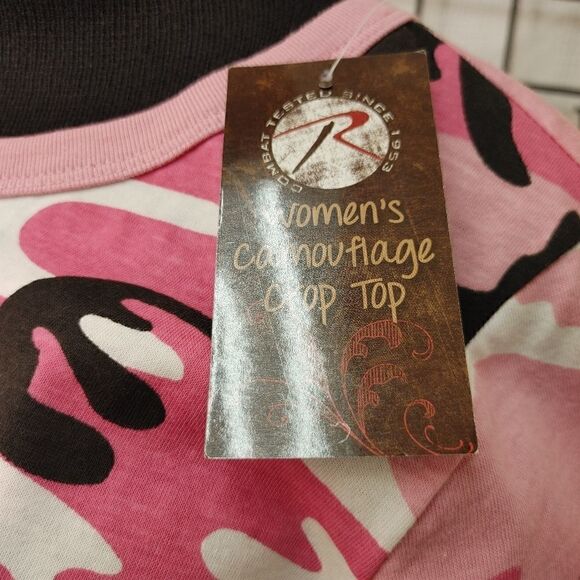 COMBAT TESTED SINCE 1953
R
women's
camouflage
crop Top